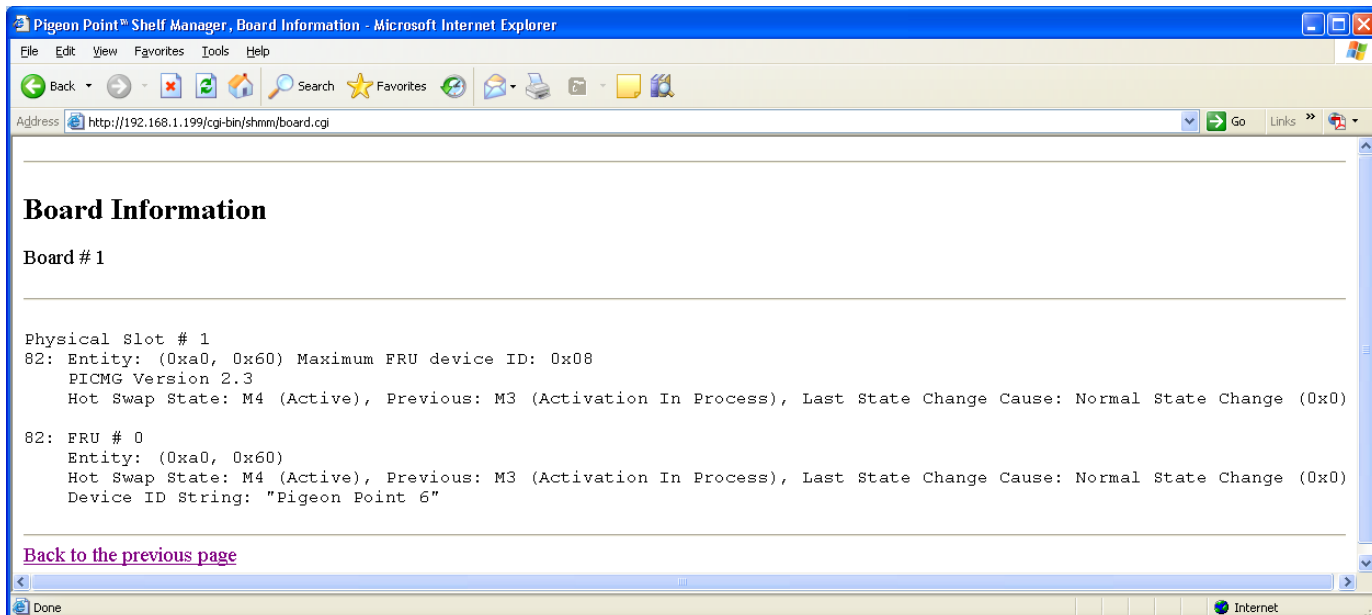 Pigeon Point™ Shelf Manager, Board Information - Microsoft Internet Explorer
File Edit View Favorites Tools Help
Back Search Favorites
Address http://192.168.1.199/cgi-bin/shmm/board.cgi Go Links »
Board Information
Board # 1
Physical Slot # 1
82: Entity: (0xa0, 0x60) Maximum FRU device ID: 0x08
PICMG Version 2.3
Hot Swap State: M4 (Active), Previous: M3 (Activation In Process), Last State Change Cause: Normal State Change (0x0)
82: FRU # 0
Entity: (0xa0, 0x60)
Hot Swap State: M4 (Active), Previous: M3 (Activation In Process), Last State Change Cause: Normal State Change (0x0)
Device ID String: "Pigeon Point 6"
Back to the previous page
Done Internet